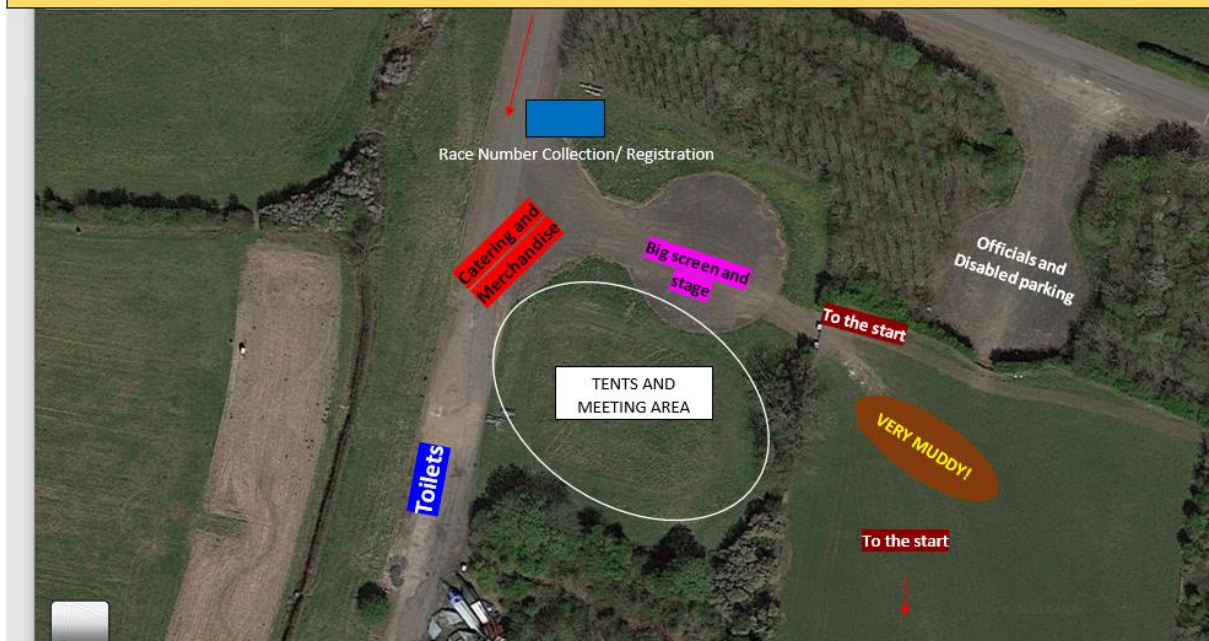 Race Number Collection/ Registration
Catering and
Merchandise
Big screen and
stage
Officials and
Disabled parking
To the start
TENTS AND
MEETING AREA
VERY MUDDY!
Toilets
To the start